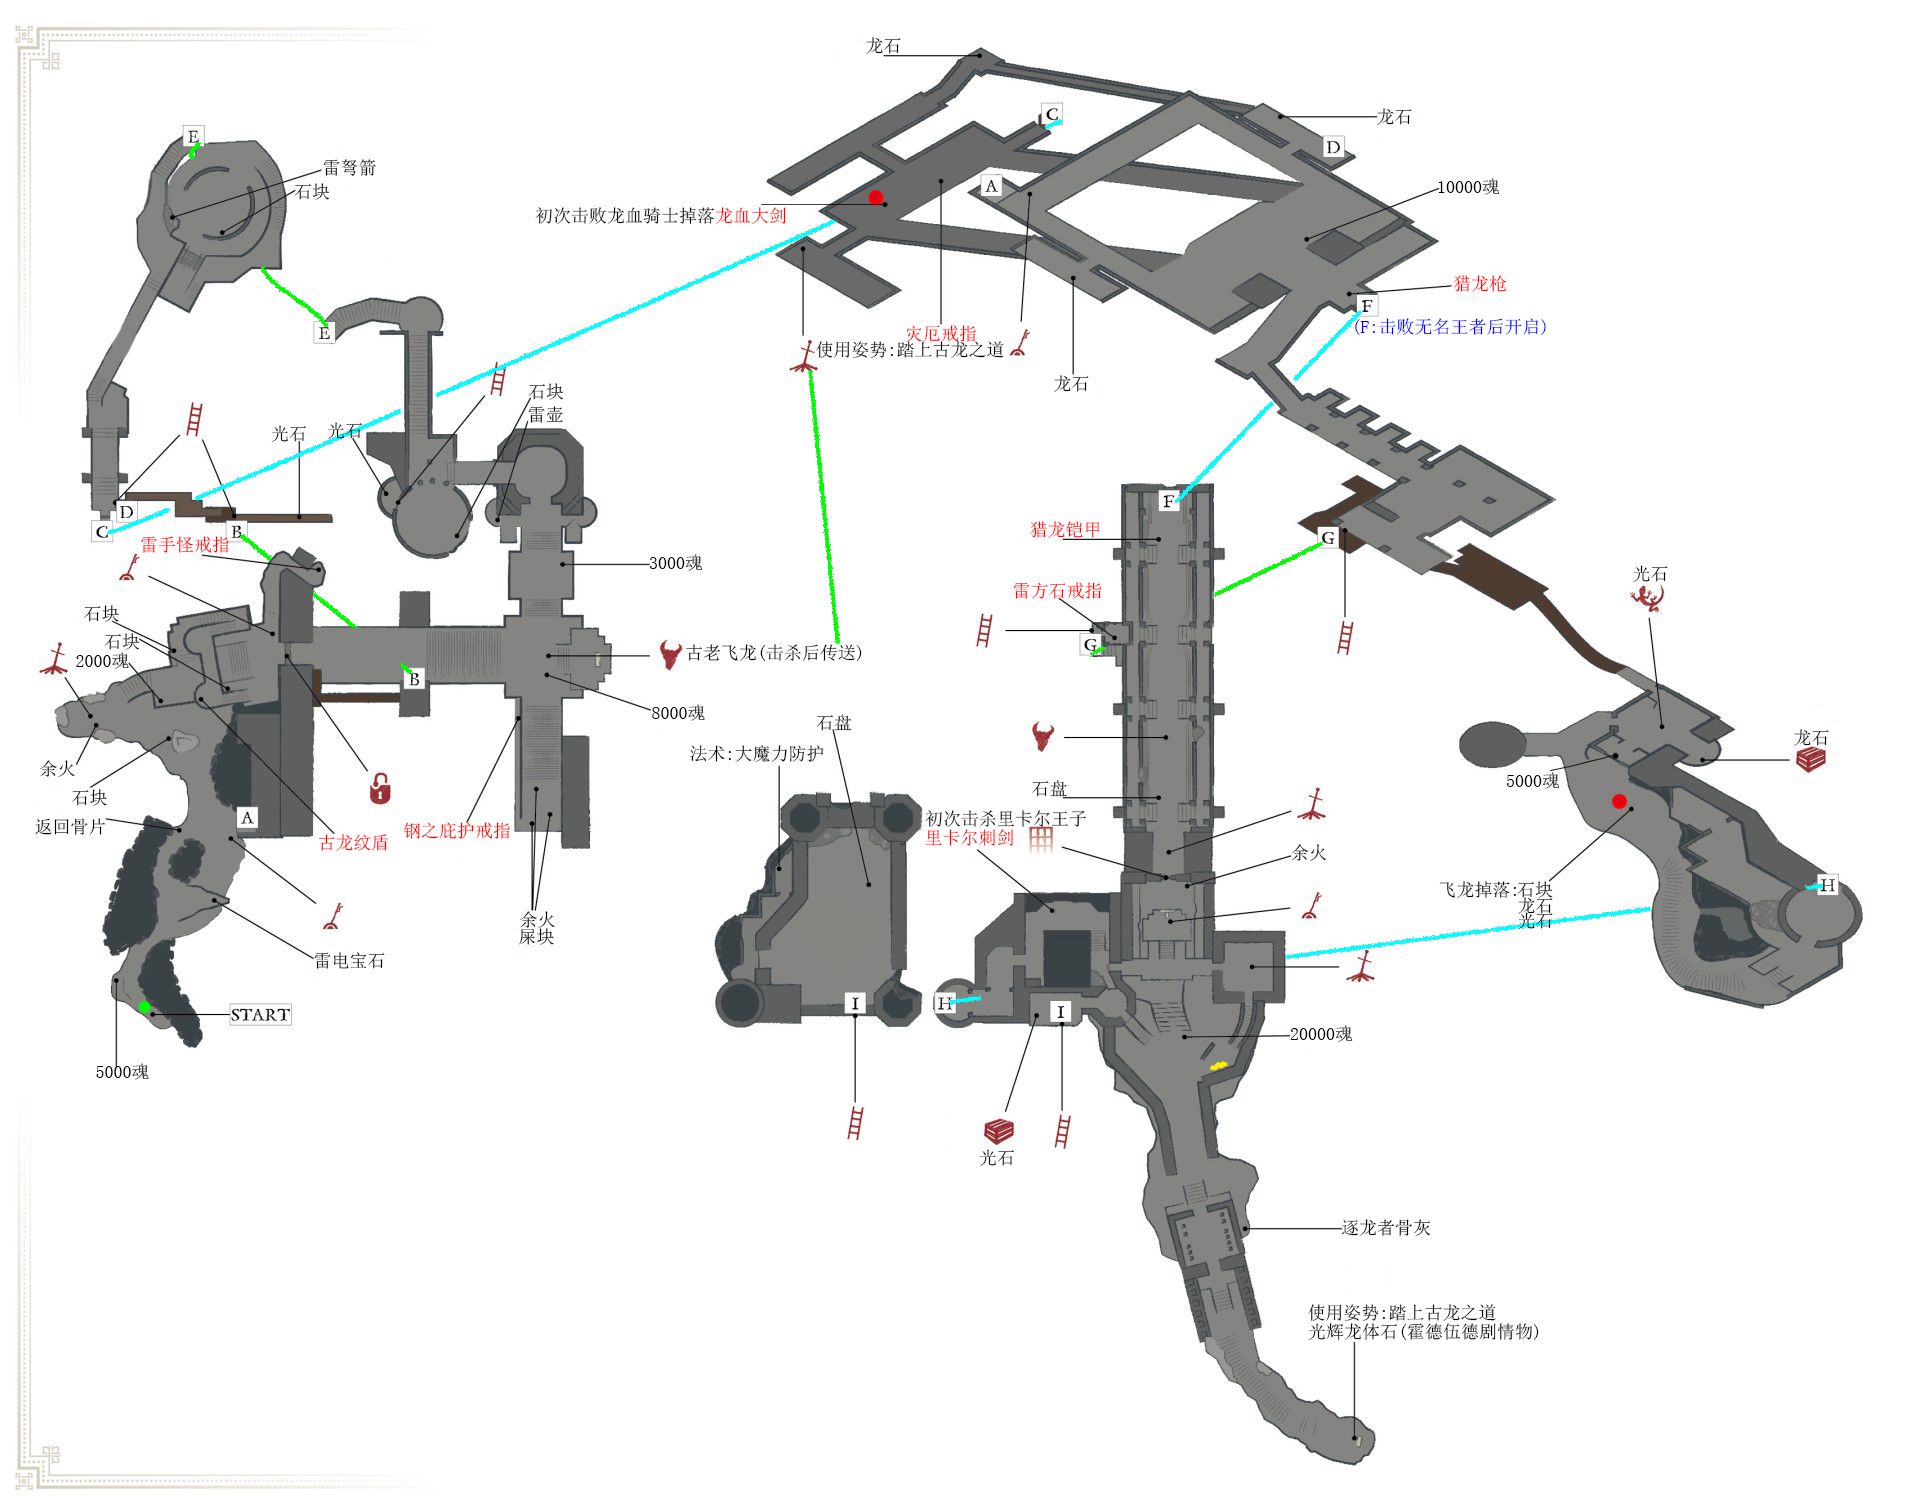 龙石
C
龙石
E
D
雷弩箭
石块
A
10000魂
初次击败龙血骑士掉落龙血大剑
猎龙枪
F
(F:击败无名王者后开启)
E
灾厄戒指
使用姿势:踏上古龙之道
龙石
石块
雷壶
光石
光石
D
C
B
雷手怪戒指
F
猎龙铠甲
G
3000魂
雷方石戒指
光石
石块
石块
2000魂
G
古老飞龙(击杀后传送)
B
8000魂
石盘
法术:大魔力防护
龙石
5000魂
余火
石块
石盘
返回骨片
A
古龙纹盾
钢之庇护戒指
初次击杀里卡尔王子
里卡尔刺剑
余火
飞龙掉落:石块
龙石
光石
H
余火
屎块
雷电宝石
START
I
H
I
20000魂
5000魂
光石
逐龙者骨灰
使用姿势:踏上古龙之道
光辉龙体石(霍德伍德剧情物)